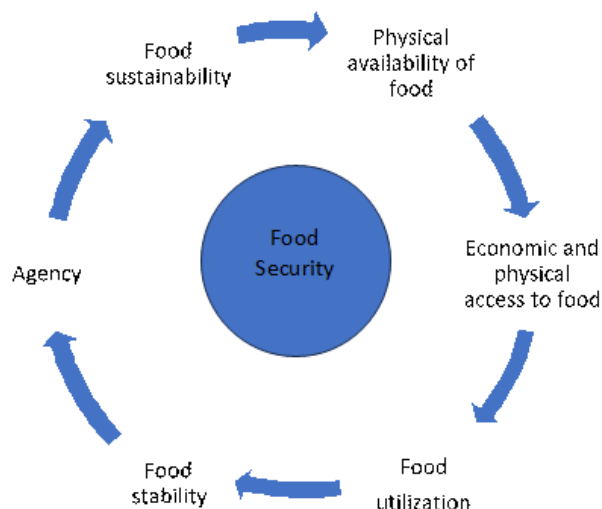 Food
sustainability
Physical
availability of
food
Economic and
physical
access to food
Food
utilization
Food
stability
Agency
Food
Security